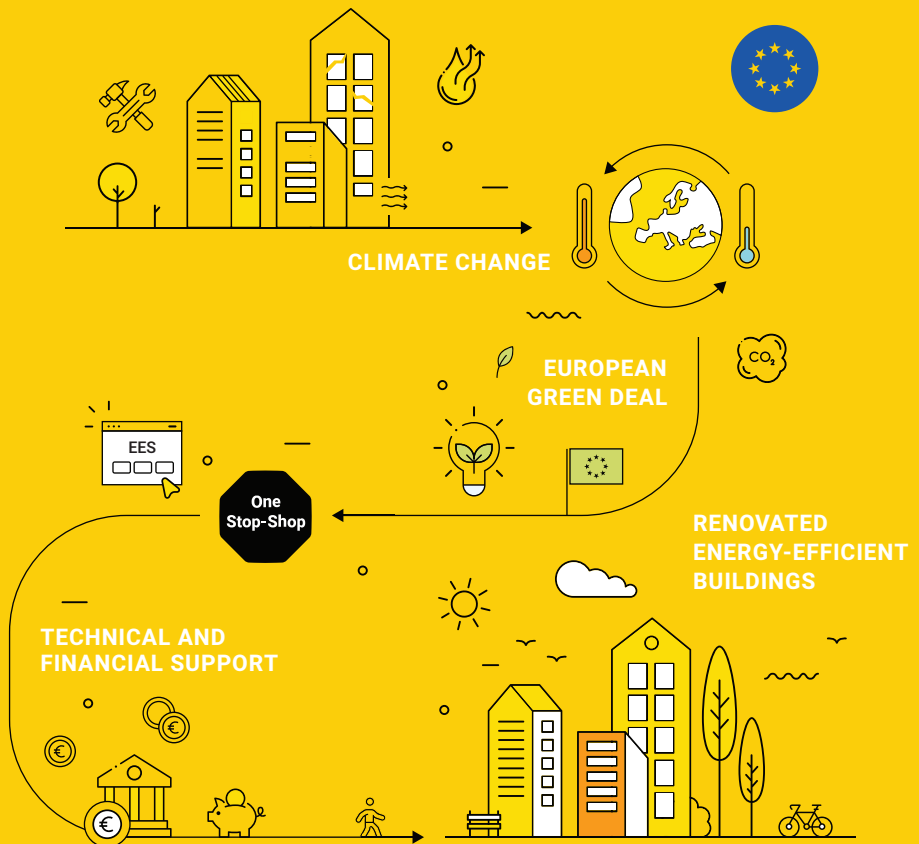 CLIMATE CHANGE
CO₂
EUROPEAN
GREEN DEAL
EES
One
Stop-Shop
RENOVATED
ENERGY-EFFICIENT
BUILDINGS
TECHNICAL AND
FINANCIAL SUPPORT
€
€
€